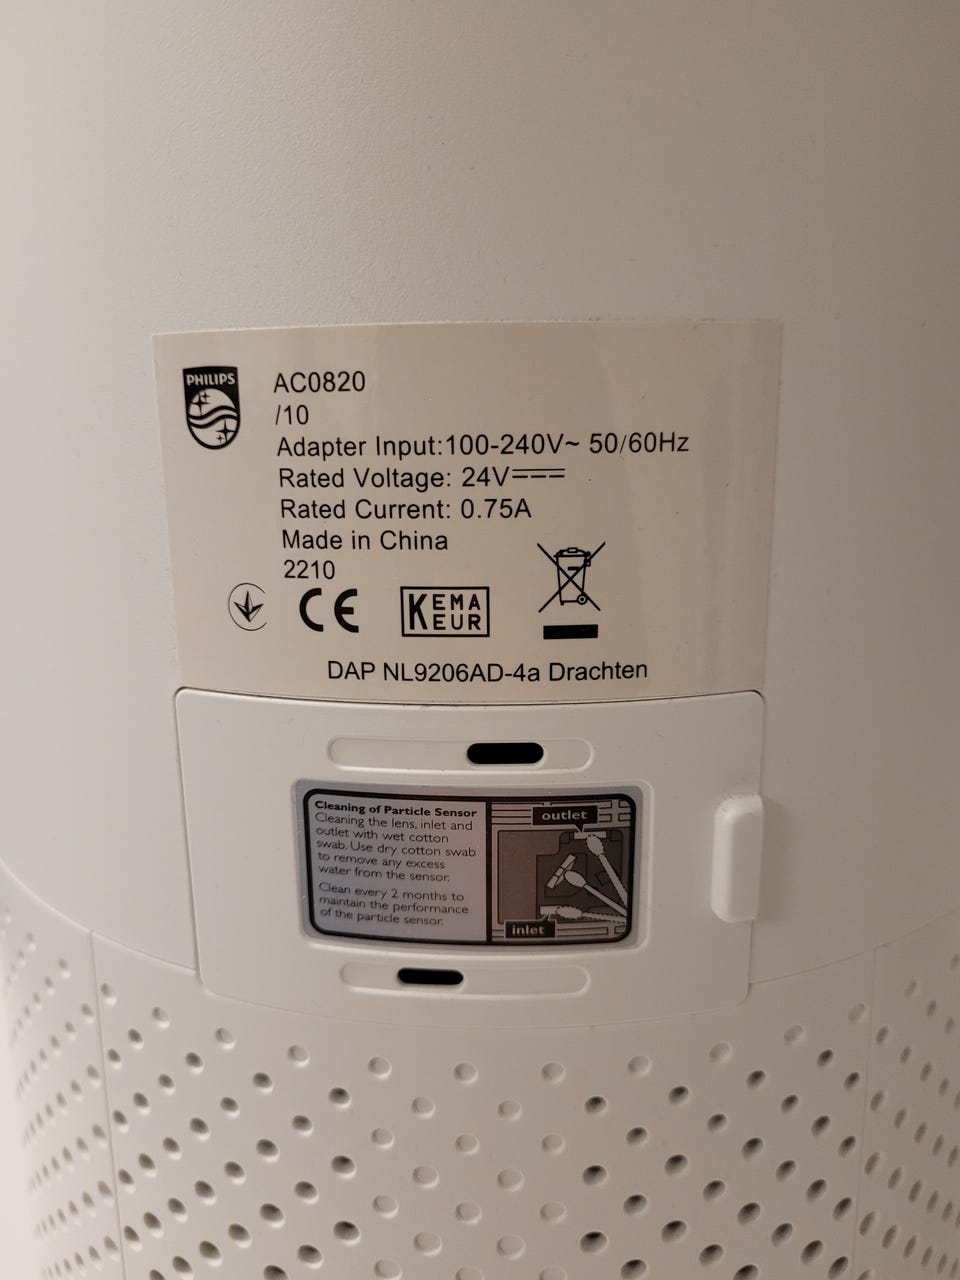 PHILIPS
AC0820
/10
Adapter Input:100-240V~ 50/60Hz
Rated Voltage: 24V⎓
Rated Current: 0.75A
Made in China
2210
CE
KEMA
EUR
DAP NL9206AD-4a Drachten
Cleaning of Particle Sensor
Cleaning the lens, inlet and
outlet with wet cotton
swab. Use dry cotton swab
to remove any excess
water from the sensor.
Clean every 2 months to
maintain the performance
of the particle sensor.
outlet
inlet